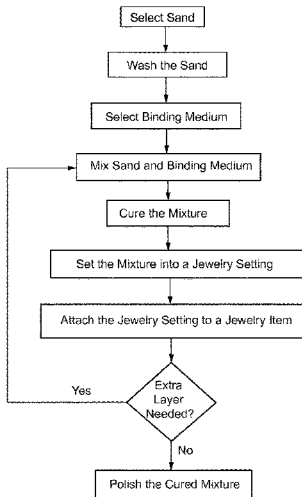 Select Sand
Wash the Sand
Select Binding Medium
Mix Sand and Binding Medium
Cure the Mixture
Set the Mixture into a Jewelry Setting
Attach the Jewelry Setting to a Jewelry Item
Extra
Layer
Needed?
Yes
No
Polish the Cured Mixture